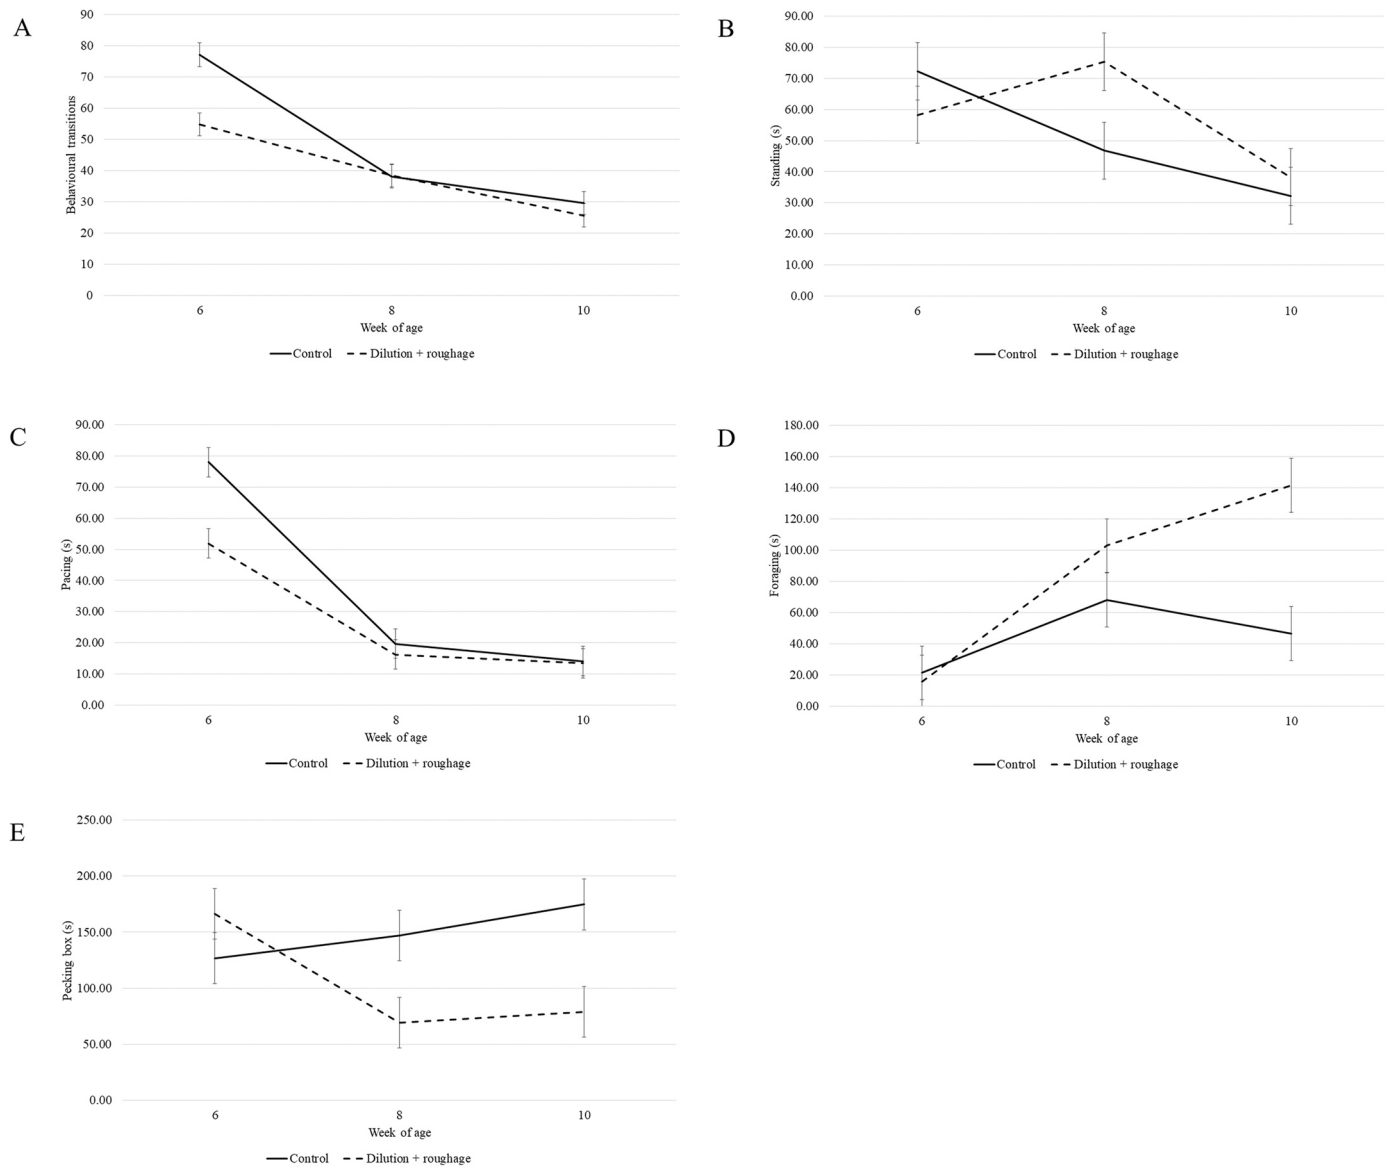 A
90
80
70
60
50
40
30
20
10
0
Behavioural transitions
6 8 10
Week of age
Control Dilution + roughage
B
90.00
80.00
70.00
60.00
50.00
40.00
30.00
20.00
10.00
0.00
Standing (s)
6 8 10
Week of age
Control Dilution + roughage
C
90.00
80.00
70.00
60.00
50.00
40.00
30.00
20.00
10.00
0.00
Pacing (s)
6 8 10
Week of age
Control Dilution + roughage
D
180.00
160.00
140.00
120.00
100.00
80.00
60.00
40.00
20.00
0.00
Foraging (s)
6 8 10
Week of age
Control Dilution + roughage
E
250.00
200.00
150.00
100.00
50.00
0.00
Pecking box (s)
6 8 10
Week of age
Control Dilution + roughage